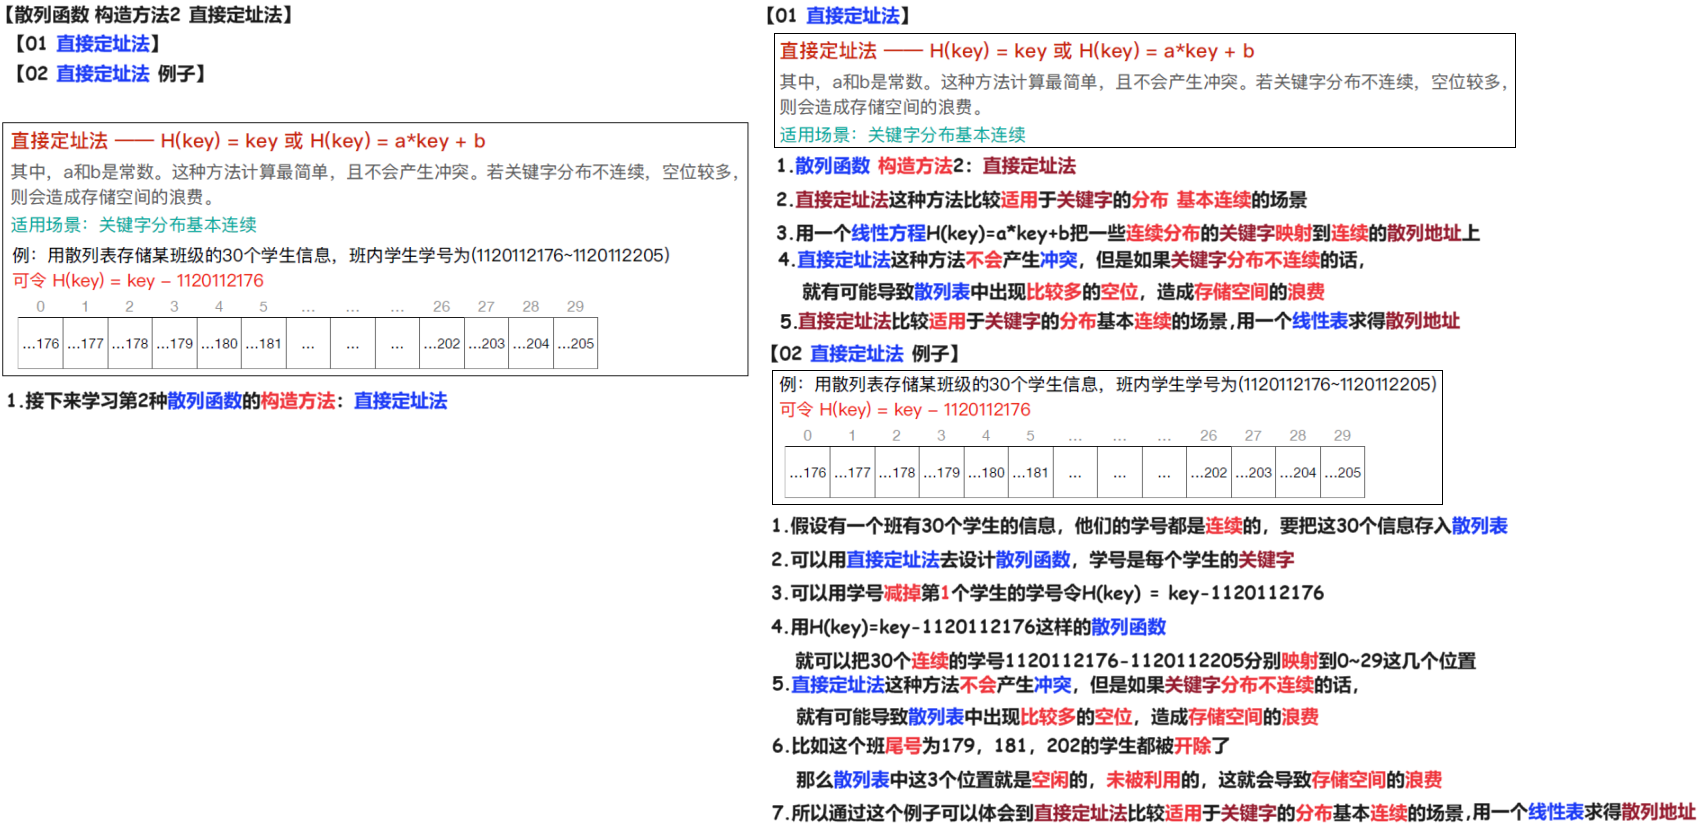 【散列函数 构造方法2 直接定址法】
【01 直接定址法】
【02 直接定址法 例子】
直接定址法 —— H(key) = key 或 H(key) = a*key + b
其中，a和b是常数。这种方法计算最简单，且不会产生冲突。若关键字分布不连续，空位较多，
则会造成存储空间的浪费。
适用场景：关键字分布基本连续
例：用散列表存储某班级的30个学生信息，班内学生学号为(1120112176~1120112205)
可令 H(key) = key – 1120112176
0 1 2 3 4 5 ... ... ... 26 27 28 29
...176 ...177 ...178 ...179 ...180 ...181 ... ... ... ...202 ...203 ...204 ...205
1.接下来学习第2种散列函数的构造方法：直接定址法
【01 直接定址法】
直接定址法 —— H(key) = key 或 H(key) = a*key + b
其中，a和b是常数。这种方法计算最简单，且不会产生冲突。若关键字分布不连续，空位较多，
则会造成存储空间的浪费。
适用场景：关键字分布基本连续
1.散列函数 构造方法2：直接定址法
2.直接定址法这种方法比较适用于关键字的分布 基本连续的场景
3.用一个线性方程H(key)=a*key+b把一些连续分布的关键字映射到连续的散列地址上
4.直接定址法这种方法不会产生冲突，但是如果关键字分布不连续的话，
就有可能导致散列表中出现比较多的空位，造成存储空间的浪费
5.直接定址法比较适用于关键字的分布基本连续的场景,用一个线性表求得散列地址
【02 直接定址法 例子】
例：用散列表存储某班级的30个学生信息，班内学生学号为(1120112176~1120112205)
可令 H(key) = key – 1120112176
0 1 2 3 4 5 ... ... ... 26 27 28 29
...176 ...177 ...178 ...179 ...180 ...181 ... ... ... ...202 ...203 ...204 ...205
1.假设有一个班有30个学生的信息，他们的学号都是连续的，要把这30个信息存入散列表
2.可以用直接定址法去设计散列函数，学号是每个学生的关键字
3.可以用学号减掉第1个学生的学号令H(key) = key-1120112176
4.用H(key)=key-1120112176这样的散列函数
就可以把30个连续的学号1120112176-1120112205分别映射到0~29这几个位置
5.直接定址法这种方法不会产生冲突，但是如果关键字分布不连续的话，
就有可能导致散列表中出现比较多的空位，造成存储空间的浪费
6.比如这个班尾号为179，181，202的学生都被开除了
那么散列表中这3个位置就是空闲的，未被利用的，这就会导致存储空间的浪费
7.所以通过这个例子可以体会到直接定址法比较适用于关键字的分布基本连续的场景,用一个线性表求得散列地址